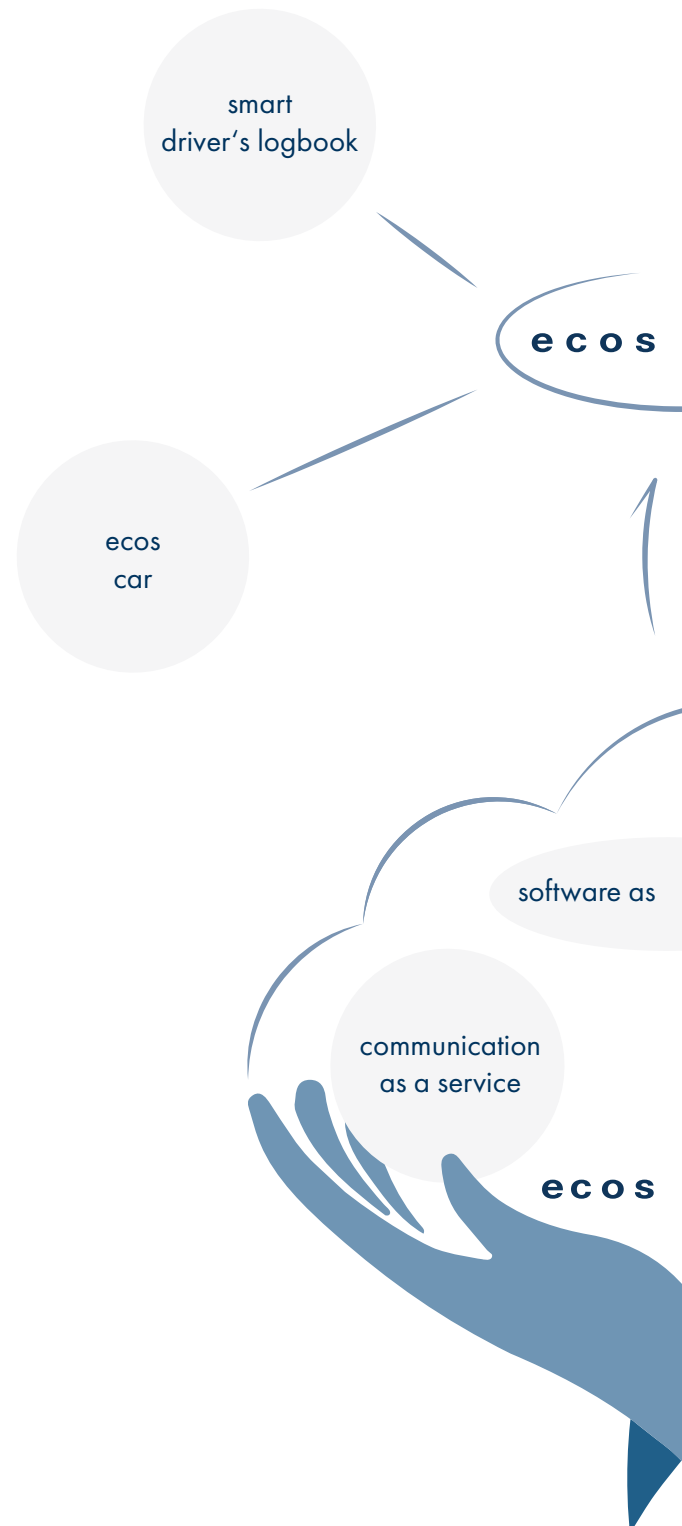 smart
driver‘s logbook
ecos
ecos
car
software as
communication
as a service
ecos